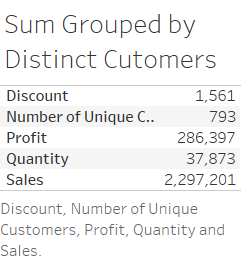 Sum Grouped by
Distinct Cutomers
Discount 1,561
Number of Unique C.. 793
Profit 286,397
Quantity 37,873
Sales 2,297,201
Discount, Number of Unique
Customers, Profit, Quantity and
Sales.